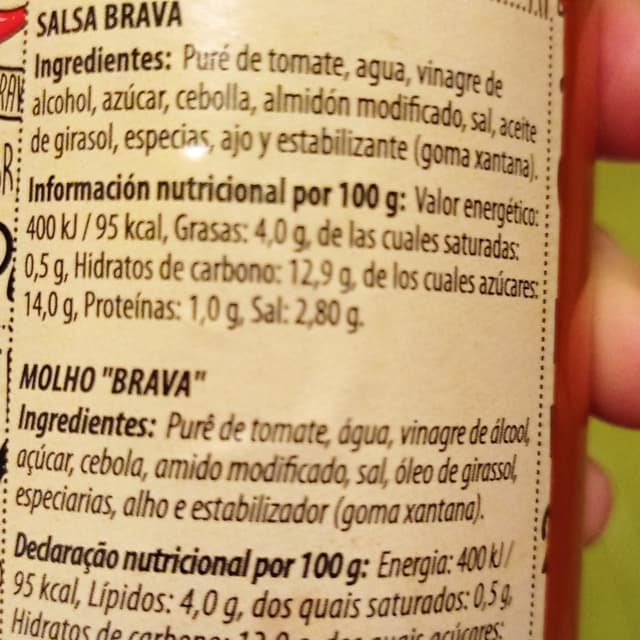 SALSA BRAVA
Ingredientes: Puré de tomate, agua, vinagre de
alcohol, azúcar, cebolla, almidón modificado, sal, aceite
de girasol, especias, ajo y estabilizante (goma xantana).
Información nutricional por 100 g: Valor energético:
400 kJ / 95 kcal, Grasas: 4,0 g, de las cuales saturadas:
0,5 g, Hidratos de carbono: 12,9 g, de los cuales azúcares:
14,0 g, Proteínas: 1,0 g, Sal: 2,80 g.
MOLHO "BRAVA"
Ingredientes: Purê de tomate, água, vinagre de álcool,
açúcar, cebola, amido modificado, sal, óleo de girassol,
especiarias, alho e estabilizador (goma xantana).
Declaração nutricional por 100 g: Energia: 400 kJ/
95 kcal, Lípidos: 4,0 g, dos quais saturados: 0,5 g,
Hidratos de carbono: